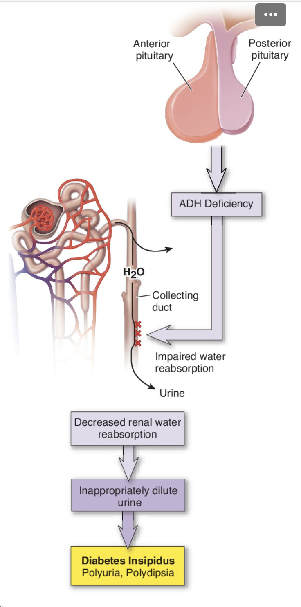 Anterior
pituitary
Posterior
pituitary
ADH Deficiency
H2O
Collecting
duct
Impaired water
reabsorption
Urine
Decreased renal water
reabsorption
Inappropriately dilute
urine
Diabetes Insipidus
Polyuria, Polydipsia